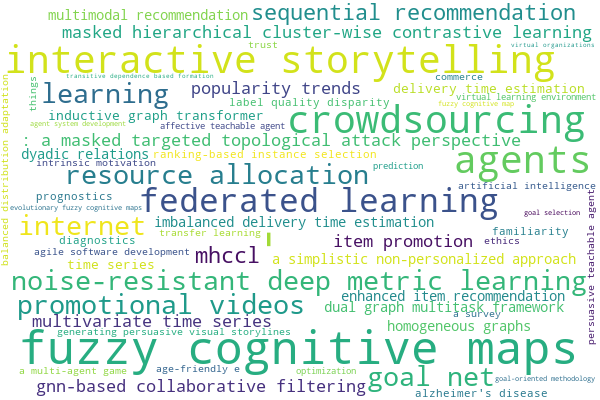 multimodal recommendation
sequential recommendation
masked hierarchical cluster-wise contrastive learning
trust
virtual organizations
interactive storytelling
transitive dependence based formation
commerce
things
learning
popularity trends
delivery time estimation
virtual learning environment
label quality disparity
fuzzy cognitive map
crowdsourcing
inductive graph transformer
agent system development
affective teachable agent
: a masked targeted topological attack perspective
balanced distribution adaptation
dyadic relations
ranking-based instance selection
agents
intrinsic motivation
prediction
resource allocation
artificial intelligence
prognostics
federated learning
evolutionary fuzzy cognitive maps
goal selection
internet
imbalanced delivery time estimation
transfer learning
familiarity
diagnostics
'
item promotion
ethics
agile software development
mhccl
a simplistic non-personalized approach
time series
persuasive teachable agent
noise-resistant deep metric learning
promotional videos
enhanced item recommendation
dual graph multitask framework
a survey
multivariate time series
homogeneous graphs
generating persuasive visual storylines
fuzzy cognitive maps
a multi-agent game
age-friendly e
optimization
goal net
goal-oriented methodology
gnn-based collaborative filtering
alzheimer's disease